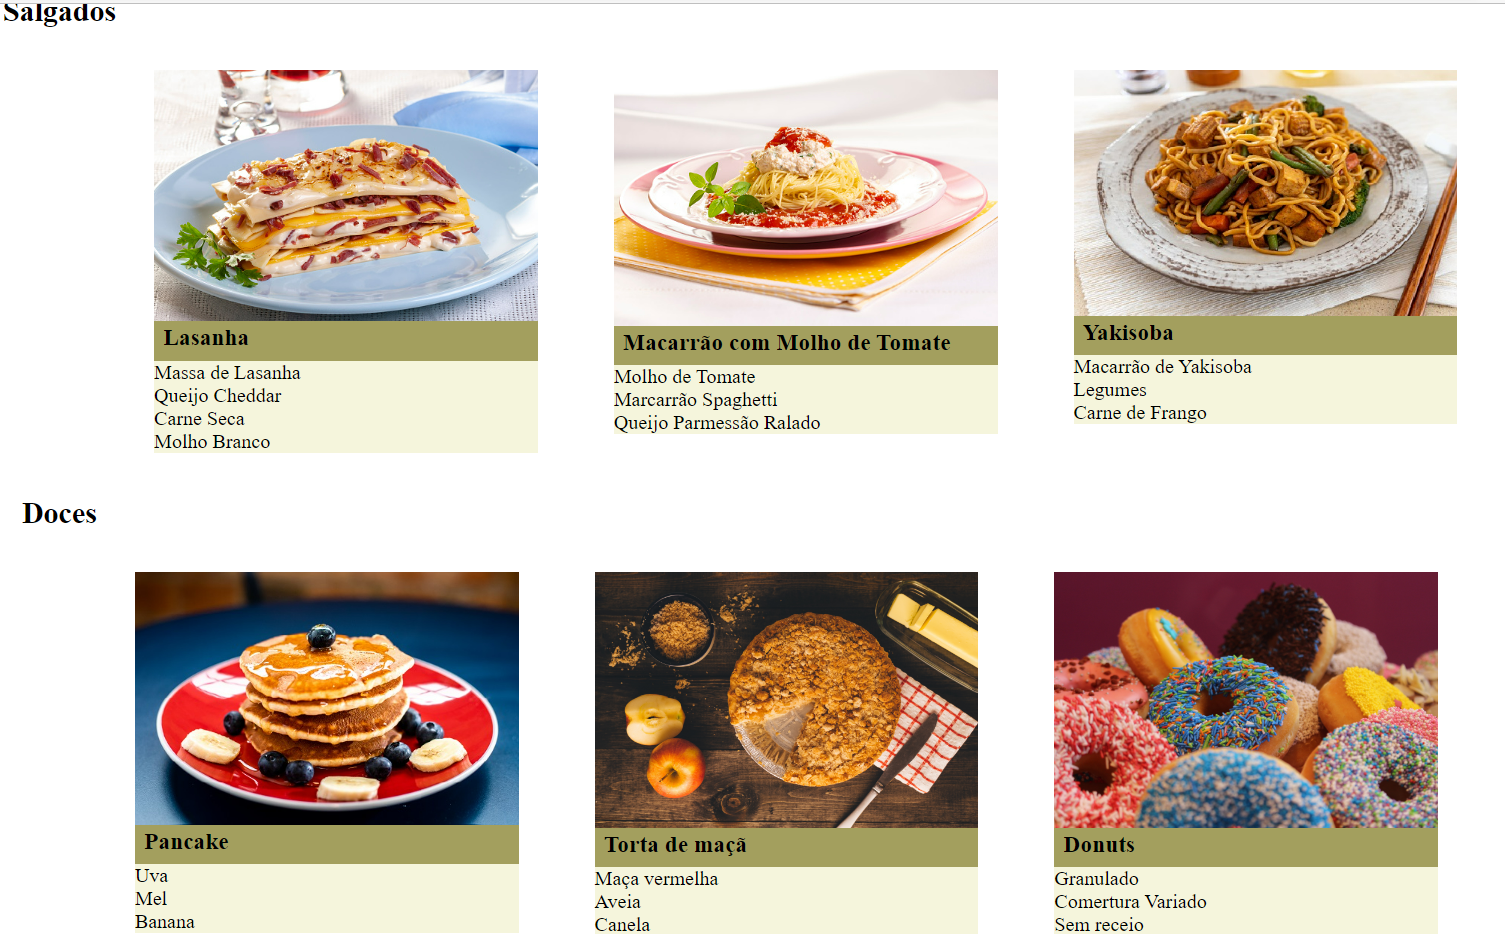 Salgados
Lasanha
Massa de Lasanha
Queijo Cheddar
Carne Seca
Molho Branco
Macarrão com Molho de Tomate
Molho de Tomate
Marcarrão Spaghetti
Queijo Parmessão Ralado
Yakisoba
Macarrão de Yakisoba
Legumes
Carne de Frango
Doces
Pancake
Uva
Mel
Banana
Torta de maçã
Maça vermelha
Aveia
Canela
Donuts
Granulado
Comertura Variado
Sem receio